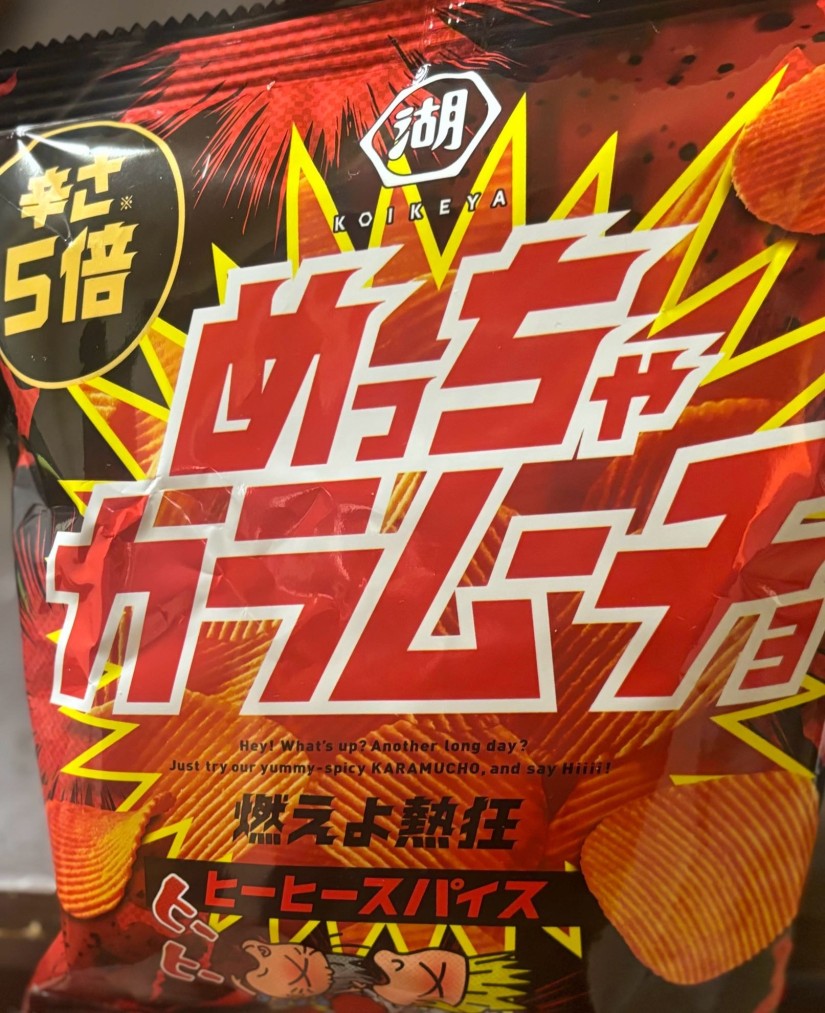 湖
KOIKEYA
辛さ※
5倍
めっちゃ
カラムーチョ
Hey! What's up? Another long day?
Just try our yummy-spicy KARAMUCHO, and say Hiiii!
燃えよ熱狂
ヒーヒースパイス
ヒー
ヒー